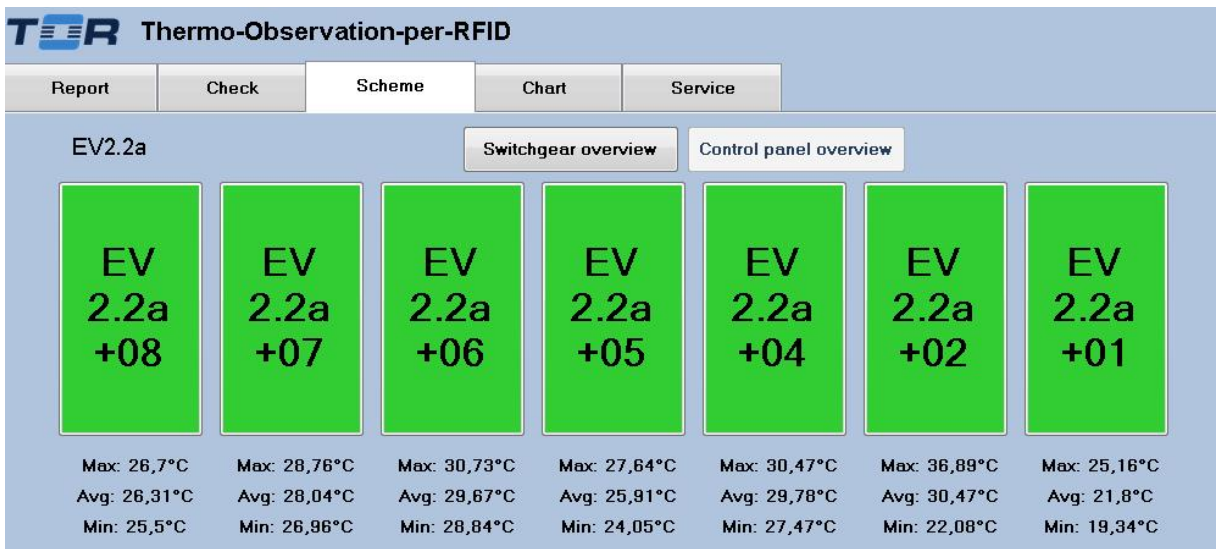 TOR Thermo-Observation-per-RFID
Report Check Scheme Chart Service
EV2.2a Switchgear overview Control panel overview
EV EV EV EV EV EV EV
2.2a 2.2a 2.2a 2.2a 2.2a 2.2a 2.2a
+08 +07 +06 +05 +04 +02 +01
Max: 26,7°C Max: 28,76°C Max: 30,73°C Max: 27,64°C Max: 30,47°C Max: 36,89°C Max: 25,16°C
Avg: 26,31°C Avg: 28,04°C Avg: 29,67°C Avg: 25,91°C Avg: 29,78°C Avg: 30,47°C Avg: 21,8°C
Min: 25,5°C Min: 26,96°C Min: 28,84°C Min: 24,05°C Min: 27,47°C Min: 22,08°C Min: 19,34°C